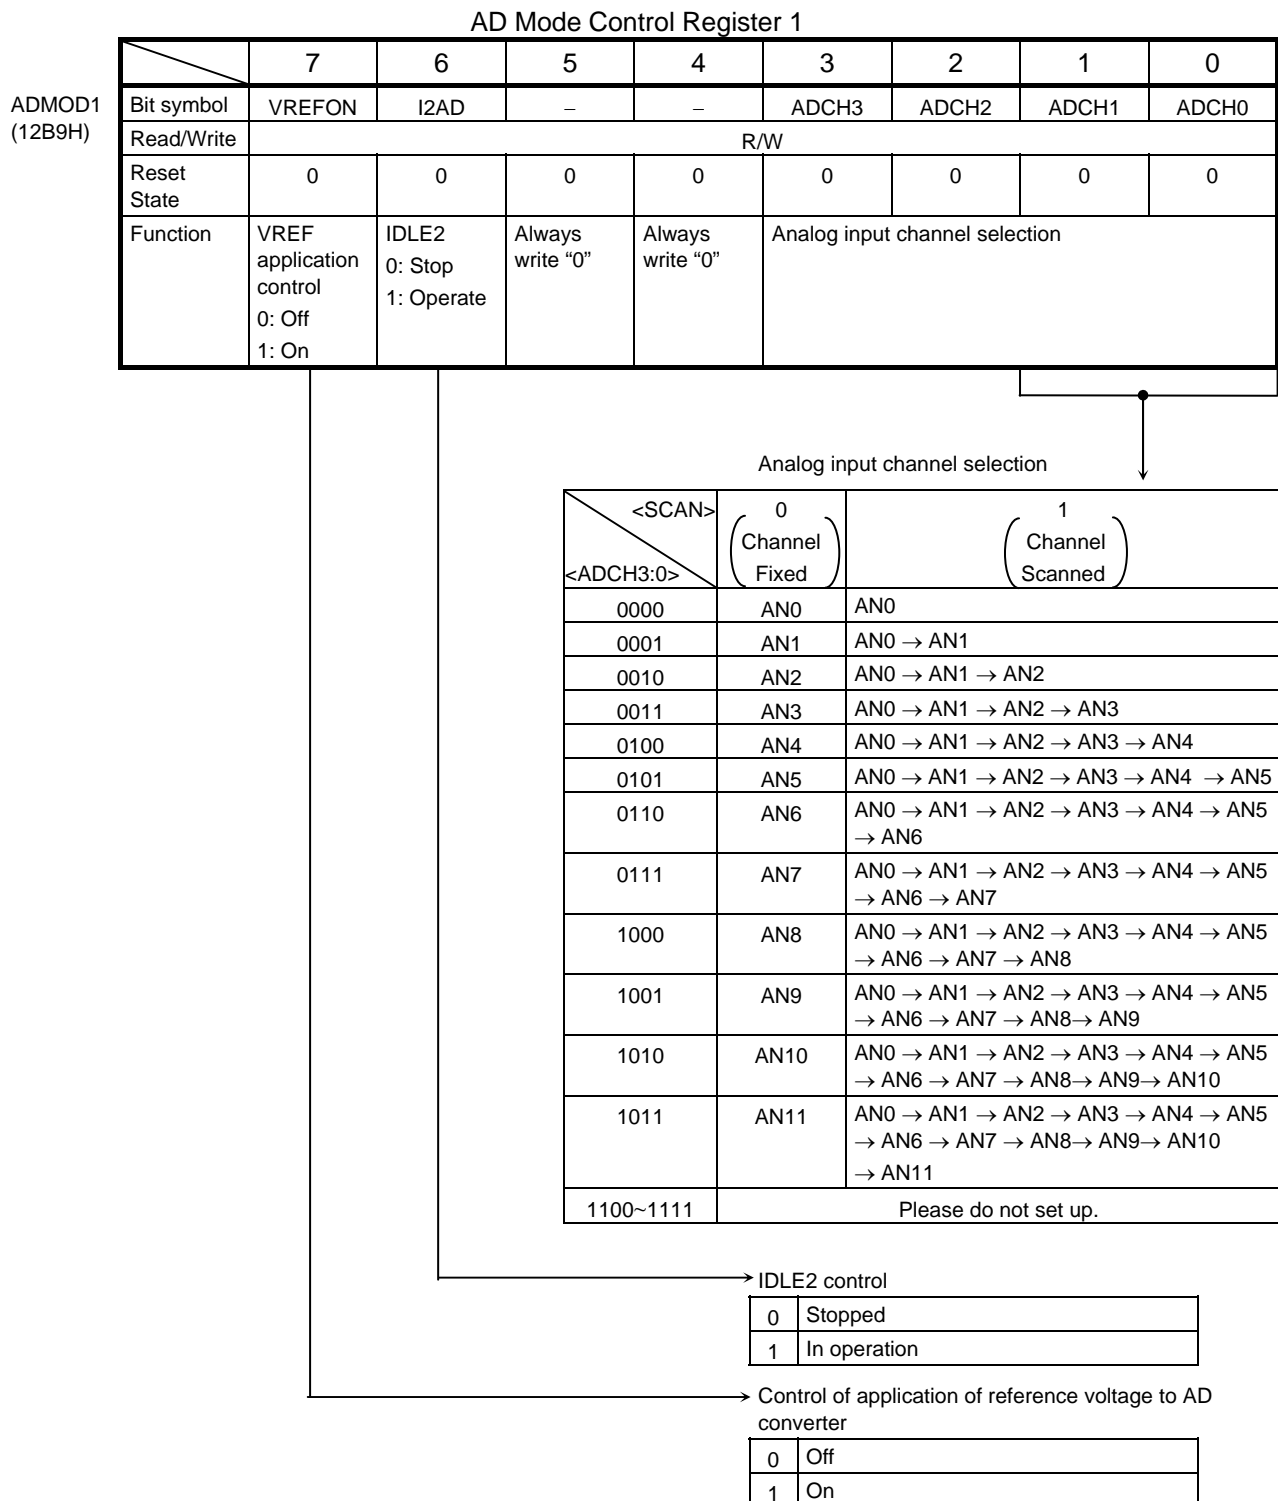 AD Mode Control Register 1
7 6 5 4 3 2 1 0
ADMOD1
(12B9H)
Bit symbol VREFON I2AD – – ADCH3 ADCH2 ADCH1 ADCH0
Read/Write R/W
Reset State 0 0 0 0 0 0 0 0
Function
VREF application control 0: Off 1: On
IDLE2 0: Stop 1: Operate
Always write “0”
Always write “0”
Analog input channel selection
Analog input channel selection
<SCAN>
<ADCH3:0>
0 Channel Fixed
1 Channel Scanned
0000 AN0 AN0
0001 AN1 AN0 → AN1
0010 AN2 AN0 → AN1 → AN2
0011 AN3 AN0 → AN1 → AN2 → AN3
0100 AN4 AN0 → AN1 → AN2 → AN3 → AN4
0101 AN5 AN0 → AN1 → AN2 → AN3 → AN4 → AN5
0110 AN6 AN0 → AN1 → AN2 → AN3 → AN4 → AN5
→ AN6
0111 AN7 AN0 → AN1 → AN2 → AN3 → AN4 → AN5
→ AN6 → AN7
1000 AN8 AN0 → AN1 → AN2 → AN3 → AN4 → AN5
→ AN6 → AN7 → AN8
1001 AN9 AN0 → AN1 → AN2 → AN3 → AN4 → AN5
→ AN6 → AN7 → AN8→ AN9
1010 AN10 AN0 → AN1 → AN2 → AN3 → AN4 → AN5
→ AN6 → AN7 → AN8→ AN9→ AN10
1011 AN11 AN0 → AN1 → AN2 → AN3 → AN4 → AN5
→ AN6 → AN7 → AN8→ AN9→ AN10
→ AN11
1100~1111 Please do not set up.
IDLE2 control
0 Stopped
1 In operation
Control of application of reference voltage to AD
converter
0 Off
1 On